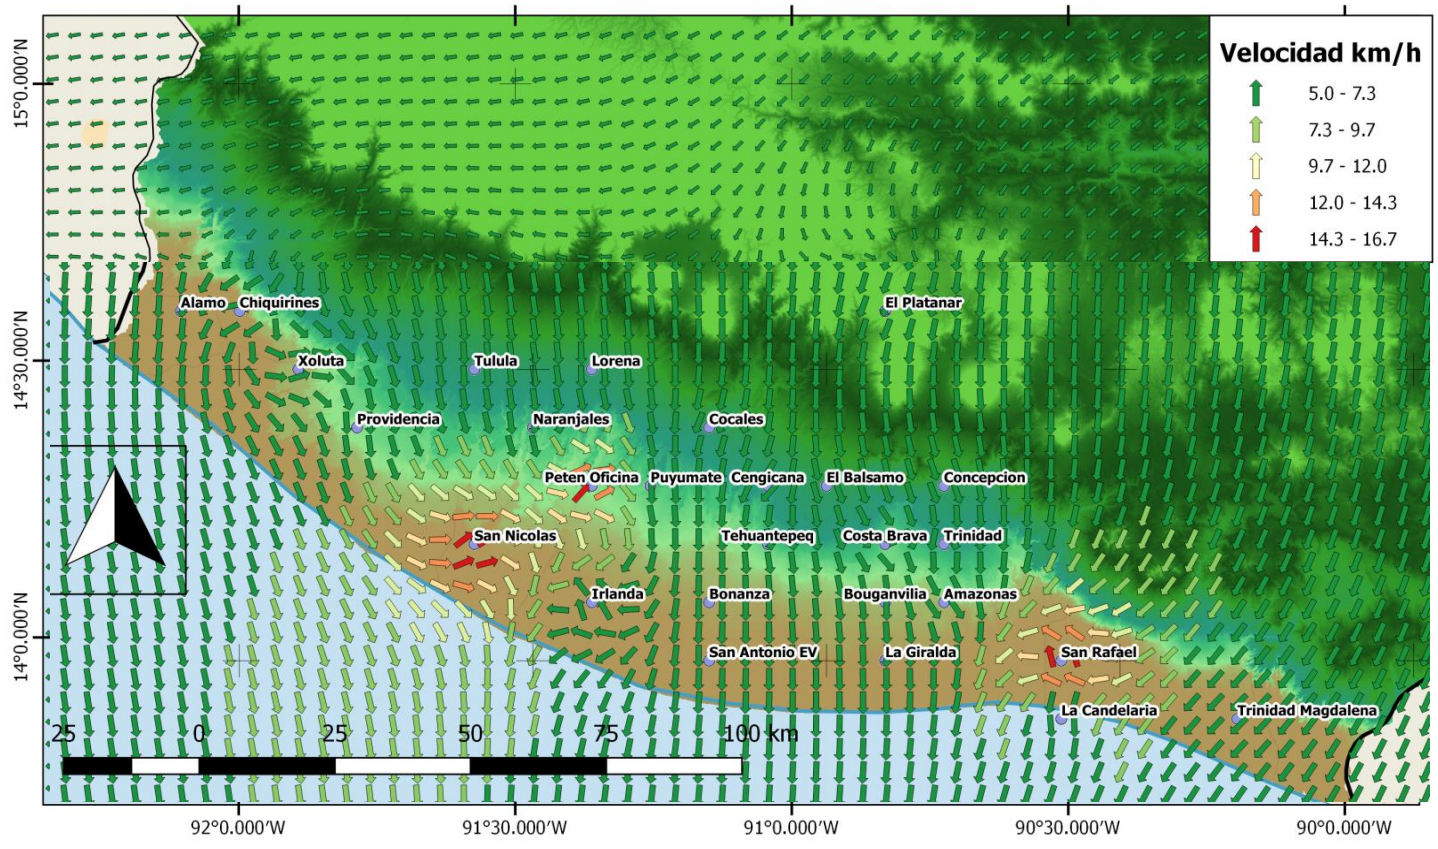 Velocidad km/h
5.0 - 7.3
7.3 - 9.7
9.7 - 12.0
12.0 - 14.3
14.3 - 16.7
15°0.000'N
14°30.000'N
14°0.000'N
Alamo
Chiquirines
El Platanar
Xoluta
Tulula
Lorena
Providencia
Naranjales
Cocales
Peten Oficina
Puyumate
Cengicana
El Balsamo
Concepcion
San Nicolas
Tehuantepeq
Costa Brava
Trinidad
Irlanda
Bonanza
Bouganvilia
Amazonas
San Antonio EV
La Giralda
San Rafael
La Candelaria
Trinidad Magdalena
25 0 25 50 75 100 km
92°0.000'W 91°30.000'W 91°0.000'W 90°30.000'W 90°0.000'W